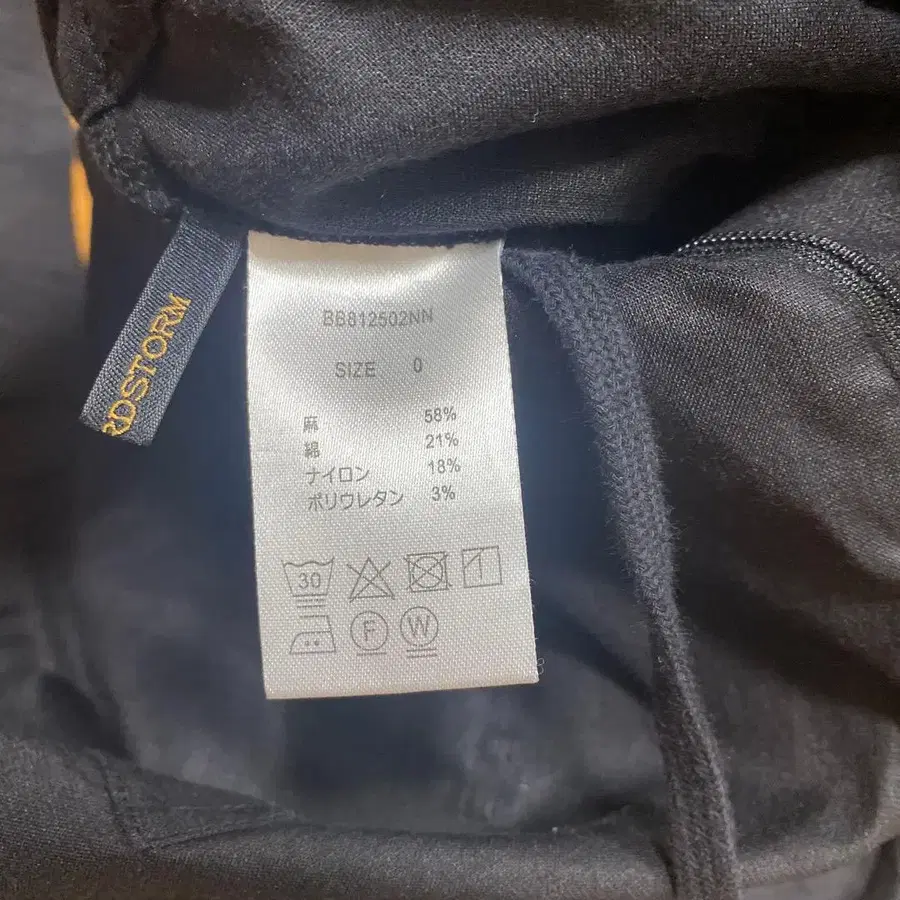 RDSTORM
BB812502NN
SIZE 0
麻 58%
綿 21%
ナイロン 18%
ポリウレタン 3%
30
F W